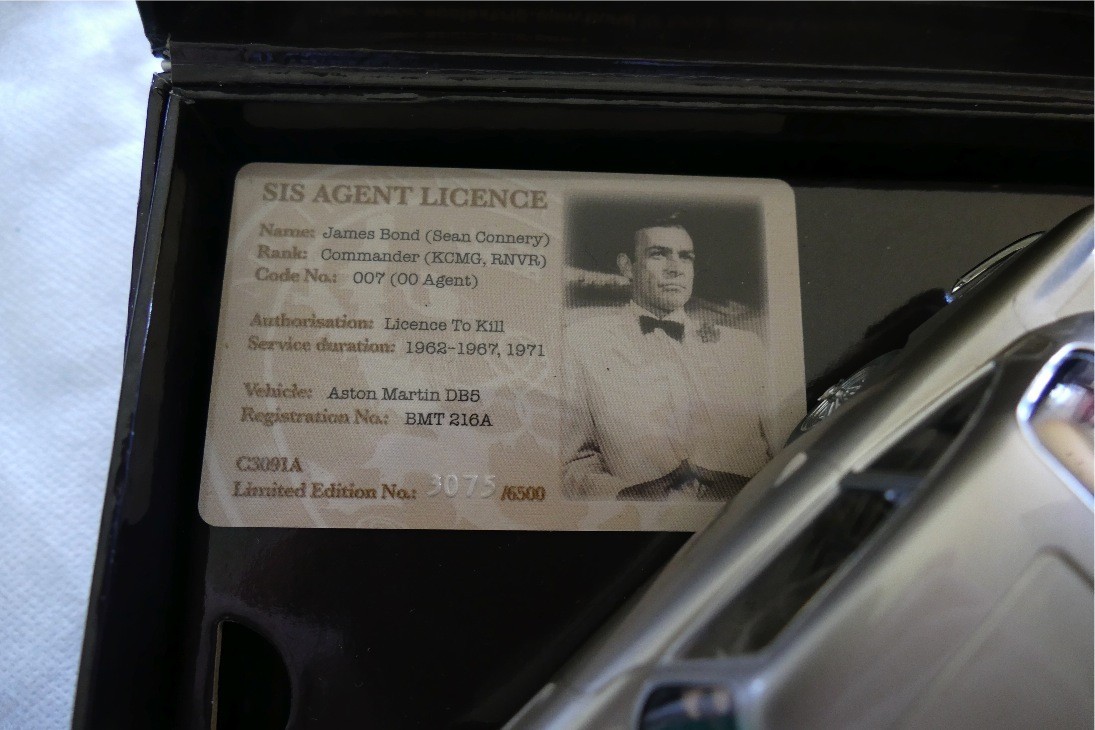 SIS AGENT LICENCE
Name: James Bond (Sean Connery)
Rank: Commander (KCMG, RNVR)
Code No.: 007 (00 Agent)
Authorisation: Licence To Kill
Service duration: 1962-1967, 1971
Vehicle: Aston Martin DB5
Registration No.: BMT 216A
C3091A
Limited Edition No.: 3075 /6500